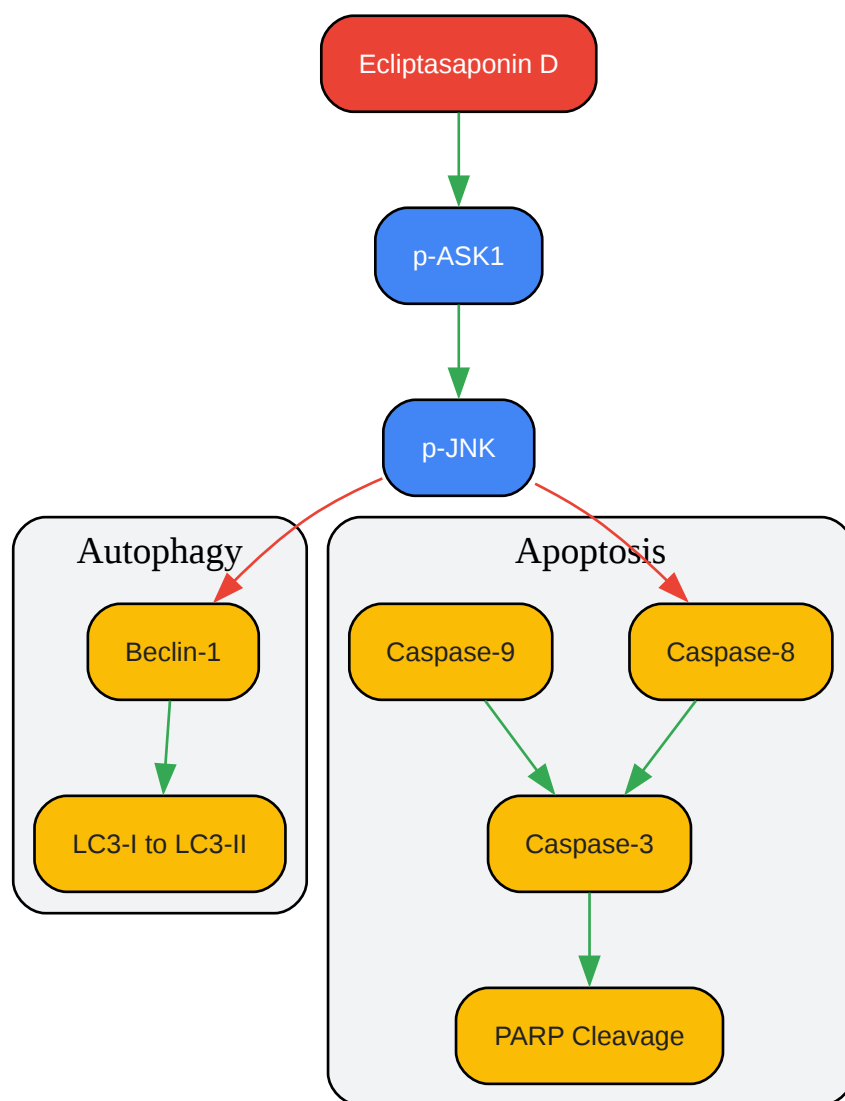 Ecliptasaponin D
p-ASK1
p-JNK
Autophagy
Apoptosis
Beclin-1
Caspase-9
Caspase-8
LC3-I to LC3-II
Caspase-3
PARP Cleavage